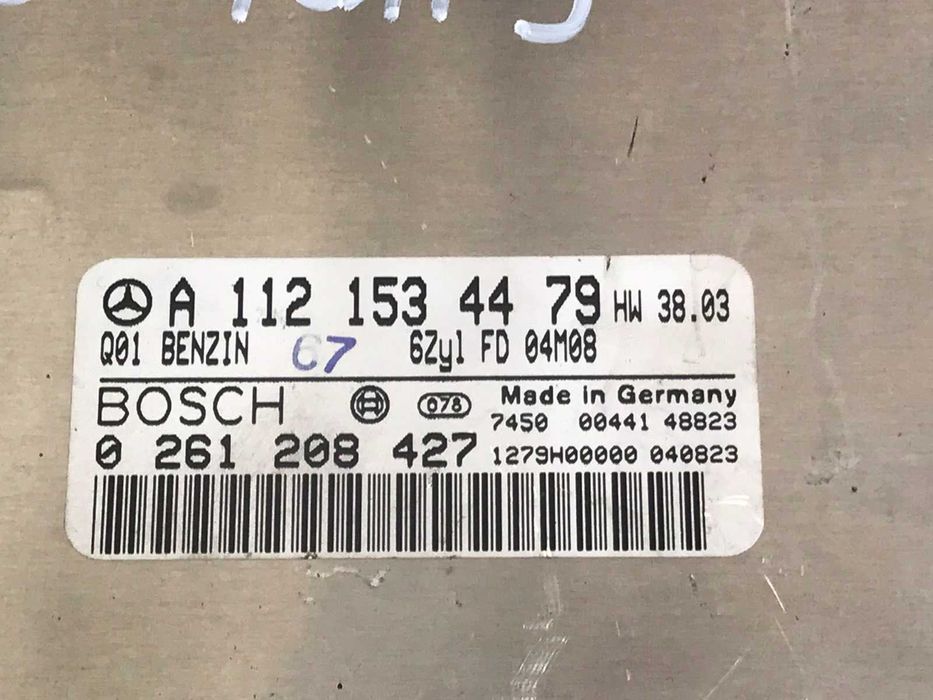 A 112 153 44 79 HW 38.03
Q01 BENZIN 67 6Zyl FD 04M08
BOSCH 078 Made in Germany
7450 00441 48823
0 261 208 427 1279H00000 040823